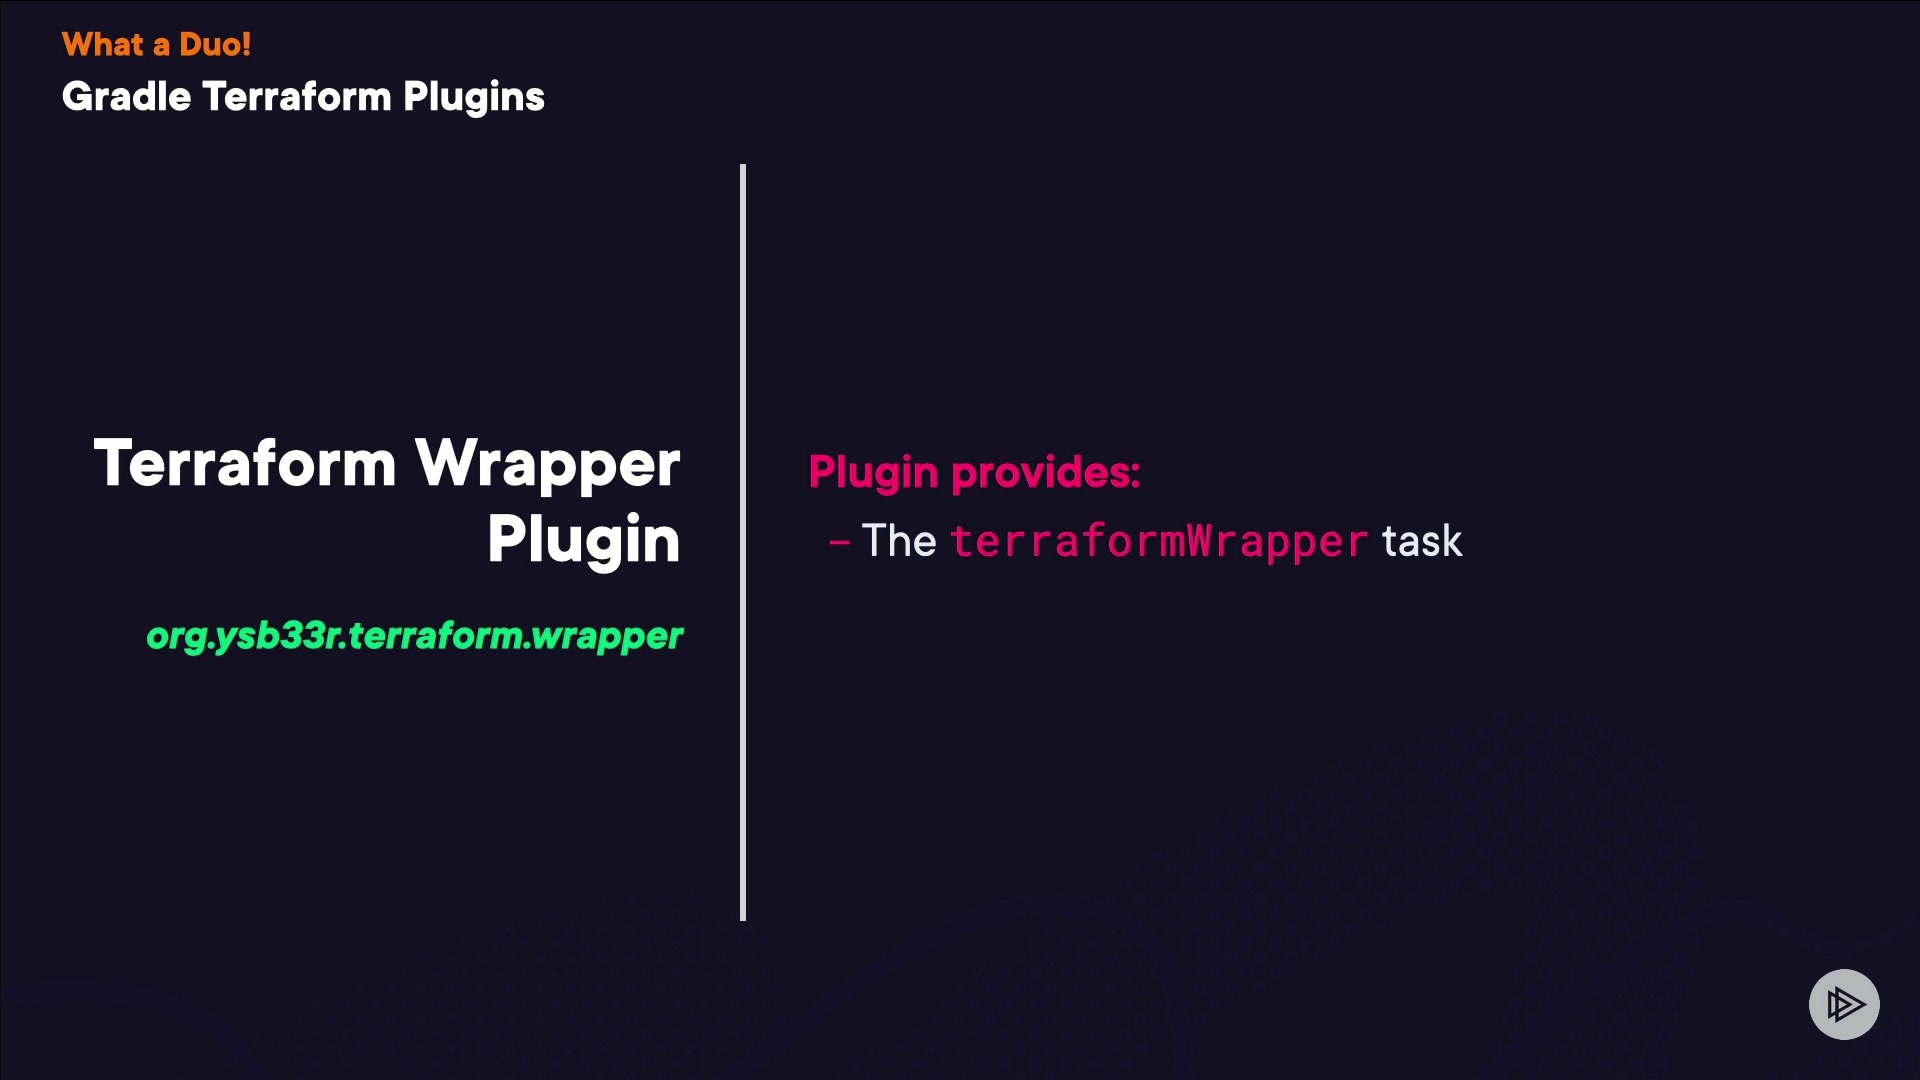 What a Duo!
Gradle Terraform Plugins
Terraform Wrapper
Plugin
org.ysb33r.terraform.wrapper
Plugin provides:
– The terraformWrapper task